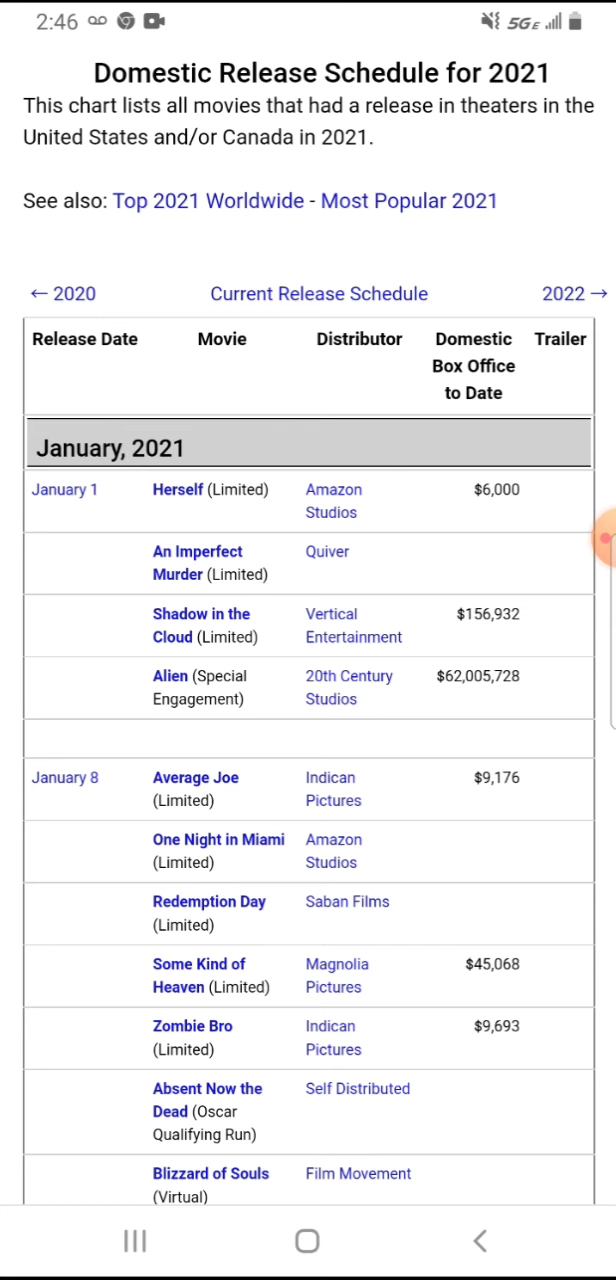 2:46
5GE
Domestic Release Schedule for 2021
This chart lists all movies that had a release in theaters in the
United States and/or Canada in 2021.
See also: Top 2021 Worldwide - Most Popular 2021
← 2020 Current Release Schedule 2022 →
Release Date Movie Distributor Domestic Trailer
Box Office
to Date
January, 2021
January 1 Herself (Limited) Amazon $6,000
Studios
An Imperfect Quiver
Murder (Limited)
Shadow in the Vertical $156,932
Cloud (Limited) Entertainment
Alien (Special 20th Century $62,005,728
Engagement) Studios
January 8 Average Joe Indican $9,176
(Limited) Pictures
One Night in Miami Amazon
(Limited) Studios
Redemption Day Saban Films
(Limited)
Some Kind of Magnolia $45,068
Heaven (Limited) Pictures
Zombie Bro Indican $9,693
(Limited) Pictures
Absent Now the Self Distributed
Dead (Oscar
Qualifying Run)
Blizzard of Souls Film Movement
(Virtual)